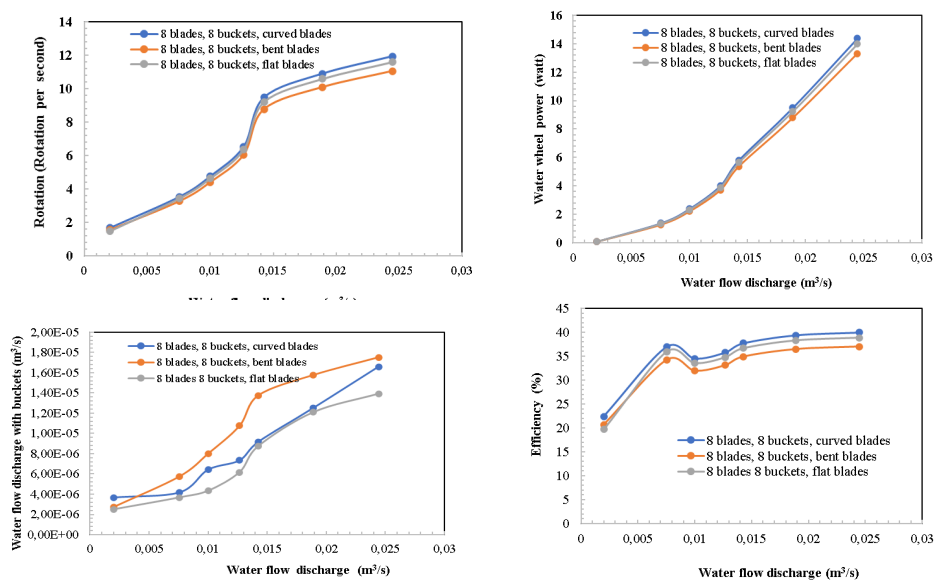 Rotation (Rotation per second)
14
12
10
8
6
4
2
0
8 blades, 8 buckets, curved blades
8 blades, 8 buckets, bent blades
8 blades, 8 buckets, flat blades
0
0,005
0,01
0,015
0,02
0,025
0,03
Water wheel power (watt)
16
14
12
10
8
6
4
2
0
8 blades, 8 buckets, curved blades
8 blades, 8 buckets, bent blades
8 blades, 8 buckets, flat blades
0
0,005
0,01
0,015
0,02
0,025
0,03
Water flow discharge (m³/s)
Water flow discharge with buckets (m³/s)
2,00E-05
1,80E-05
1,60E-05
1,40E-05
1,20E-05
1,00E-05
8,00E-06
6,00E-06
4,00E-06
2,00E-06
0,00E+00
8 blades, 8 buckets, curved blades
8 blades, 8 buckets, bent blades
8 blades 8 buckets, flat blades
0
0,005
0,01
0,015
0,02
0,025
0,03
Water flow discharge (m³/s)
Efficiency (%)
45
40
35
30
25
20
15
10
5
0
8 blades, 8 buckets, curved blades
8 blades, 8 buckets, bent blades
8 blades 8 buckets, flat blades
0
0,005
0,01
0,015
0,02
0,025
0,03
Water flow discharge (m³/s)